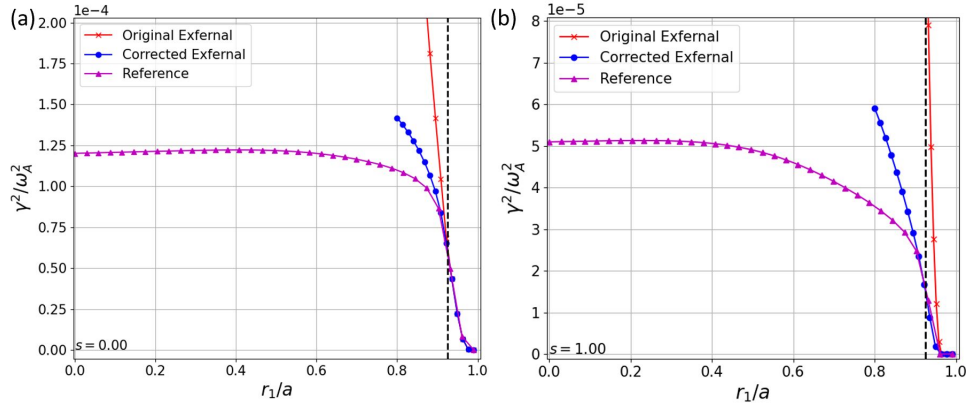 (a)
1e−4
Original Exfernal
Corrected Exfernal
Reference
2.00
1.75
1.50
1.25
1.00
0.75
0.50
0.25
0.00
γ²/ω²_A
s = 0.00
0.0 0.2 0.4 0.6 0.8 1.0
r₁/a
(b)
1e−5
Original Exfernal
Corrected Exfernal
Reference
8
7
6
5
4
3
2
1
0
γ²/ω²_A
s = 1.00
0.0 0.2 0.4 0.6 0.8 1.0
r₁/a